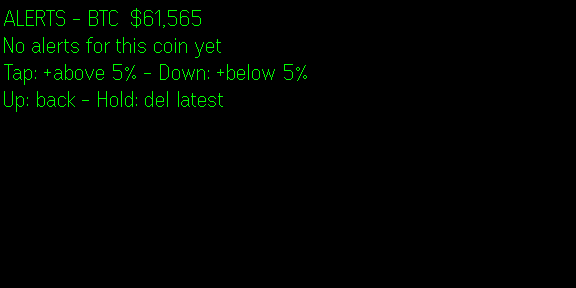 ALERTS - BTC $61,565
No alerts for this coin yet
Tap: +above 5% - Down: +below 5%
Up: back - Hold: del latest